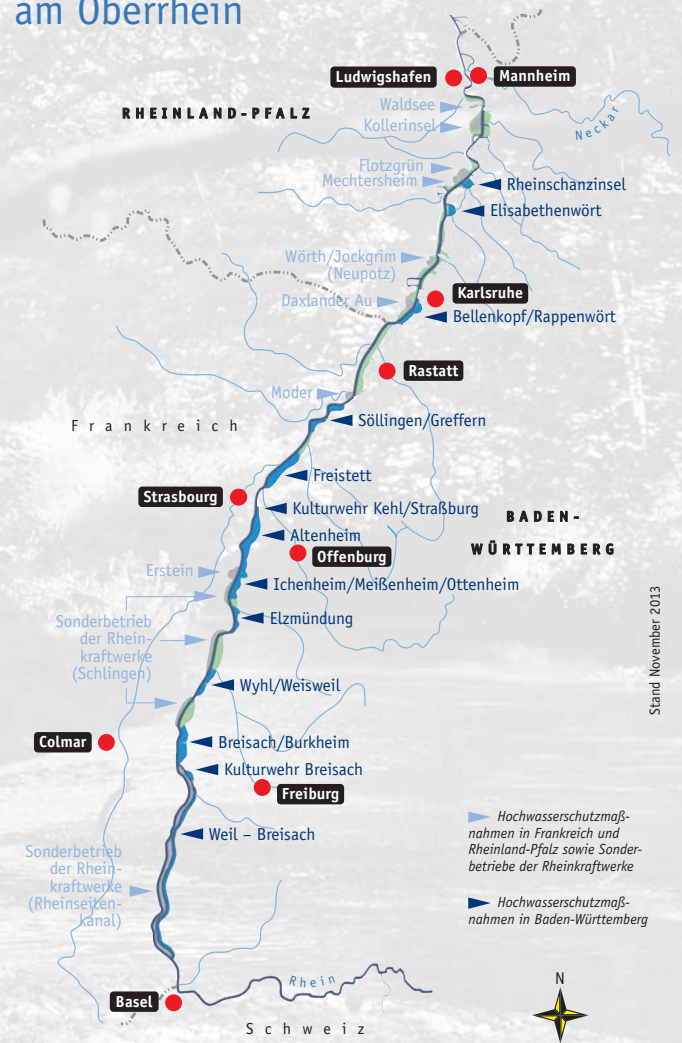 am Oberrhein
Ludwigshafen
Mannheim
Waldsee
RHEINLAND-PFALZ
Kollerinsel
Neckar
Flotzgrün
Mechtersheim
Rheinschanzinsel
Elisabethenwört
Wörth/Jockgrim
(Neupotz)
Daxlander Au
Karlsruhe
Bellenkopf/Rappenwört
Rastatt
Moder
Söllingen/Greffern
Frankreich
Freistett
Strasbourg
Kulturwehr Kehl/Straßburg
BADEN-
WÜRTTEMBERG
Altenheim
Offenburg
Erstein
Ichenheim/Meißenheim/Ottenheim
Elzmündung
Sonderbetrieb
der Rhein-
kraftwerke
(Schlingen)
Stand November 2013
Wyhl/Weisweil
Colmar
Breisach/Burkheim
Kulturwehr Breisach
Freiburg
Weil – Breisach
Sonderbetrieb
der Rhein-
kraftwerke
(Rheinseiten-
kanal)
Hochwasserschutzmaß-
nahmen in Frankreich und
Rheinland-Pfalz sowie Sonder-
betriebe der Rheinkraftwerke
Hochwasserschutzmaß-
nahmen in Baden-Württemberg
Rhein
N
Basel
Schweiz